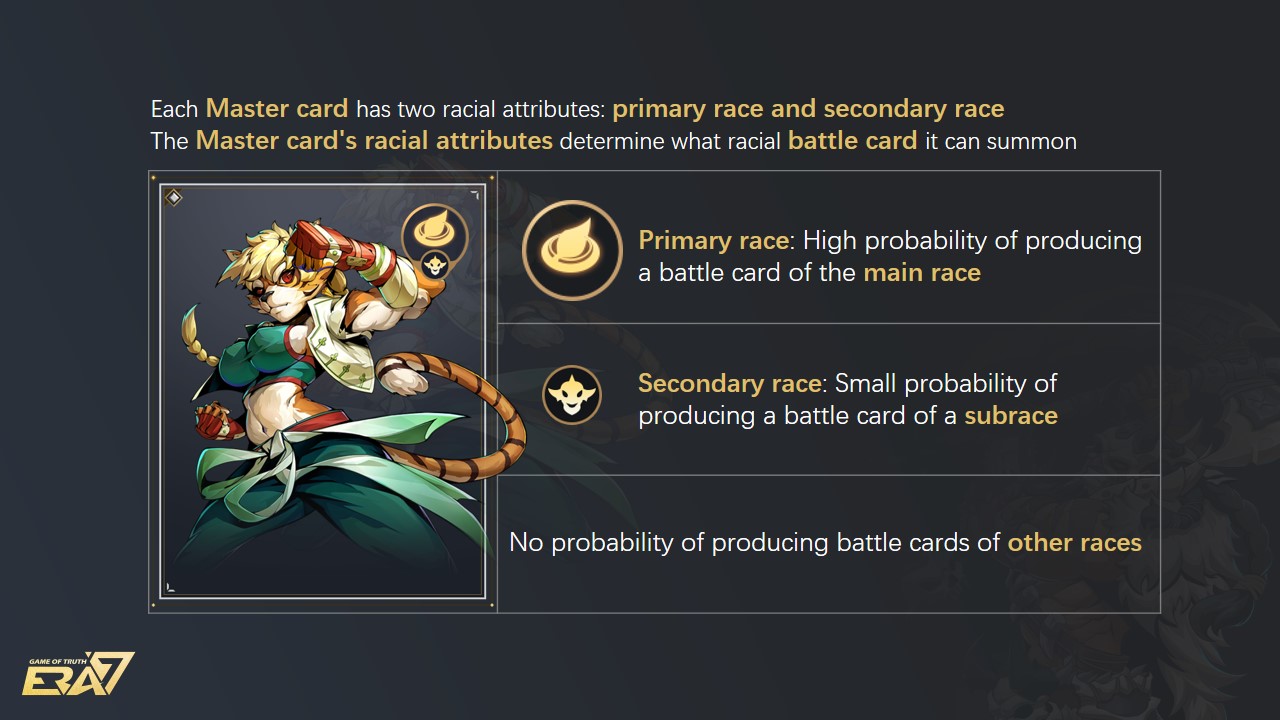 Each Master card has two racial attributes: primary race and secondary race
The Master card's racial attributes determine what racial battle card it can summon
Primary race: High probability of producing
a battle card of the main race
Secondary race: Small probability of
producing a battle card of a subrace
No probability of producing battle cards of other races
GAME OF TRUTH
ERA7